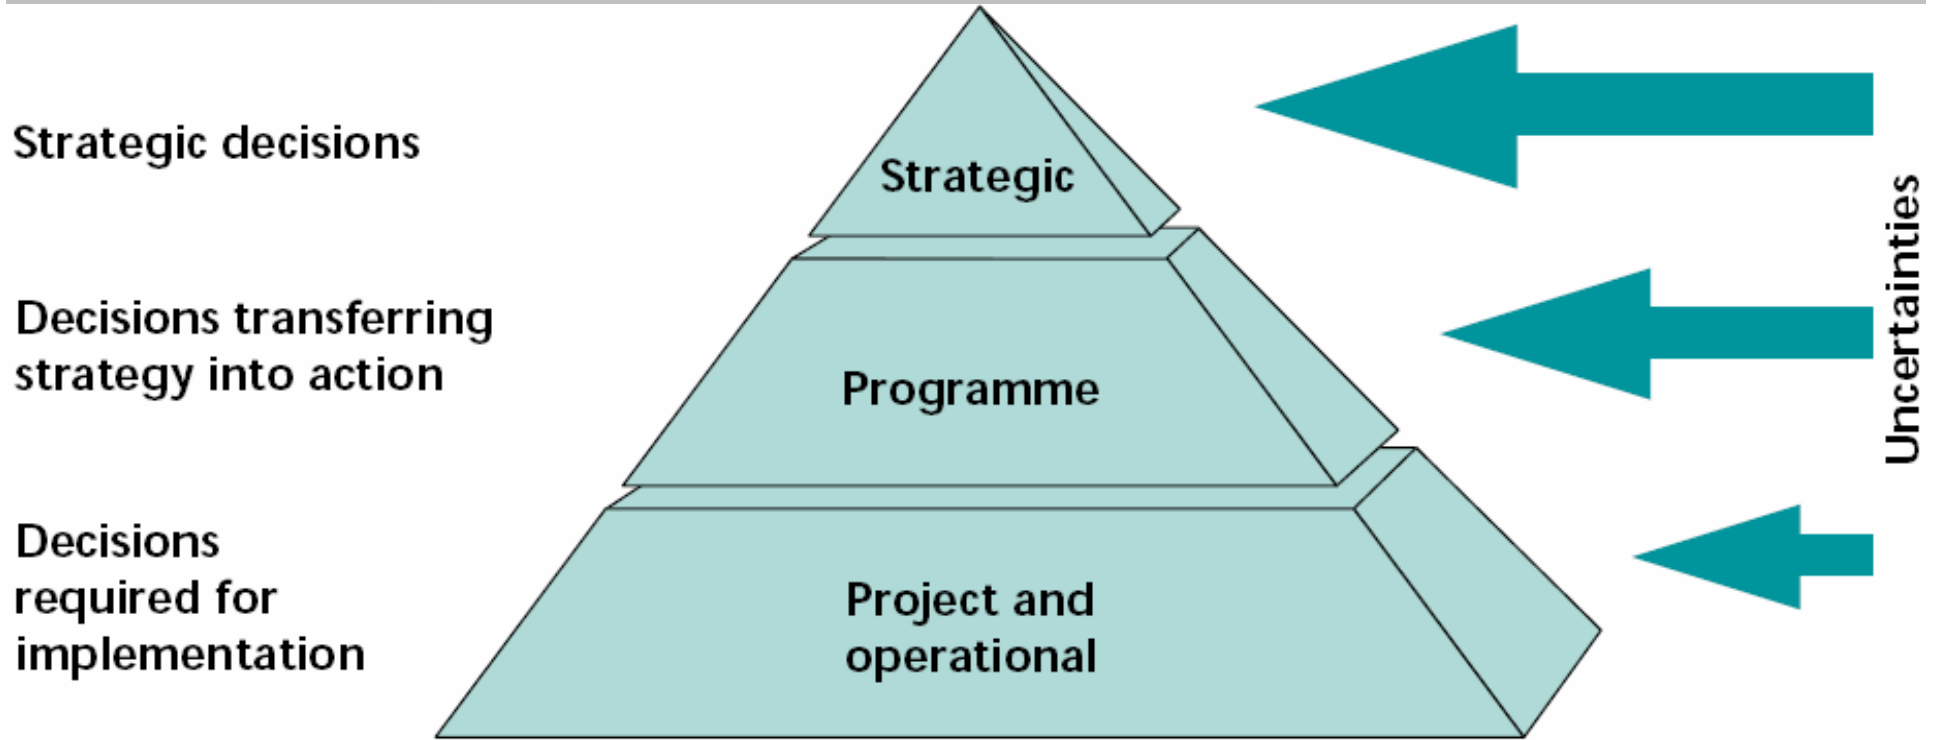 Strategic decisions
Strategic
Decisions transferring
strategy into action
Programme
Decisions
required for
implementation
Project and
operational
Uncertainties